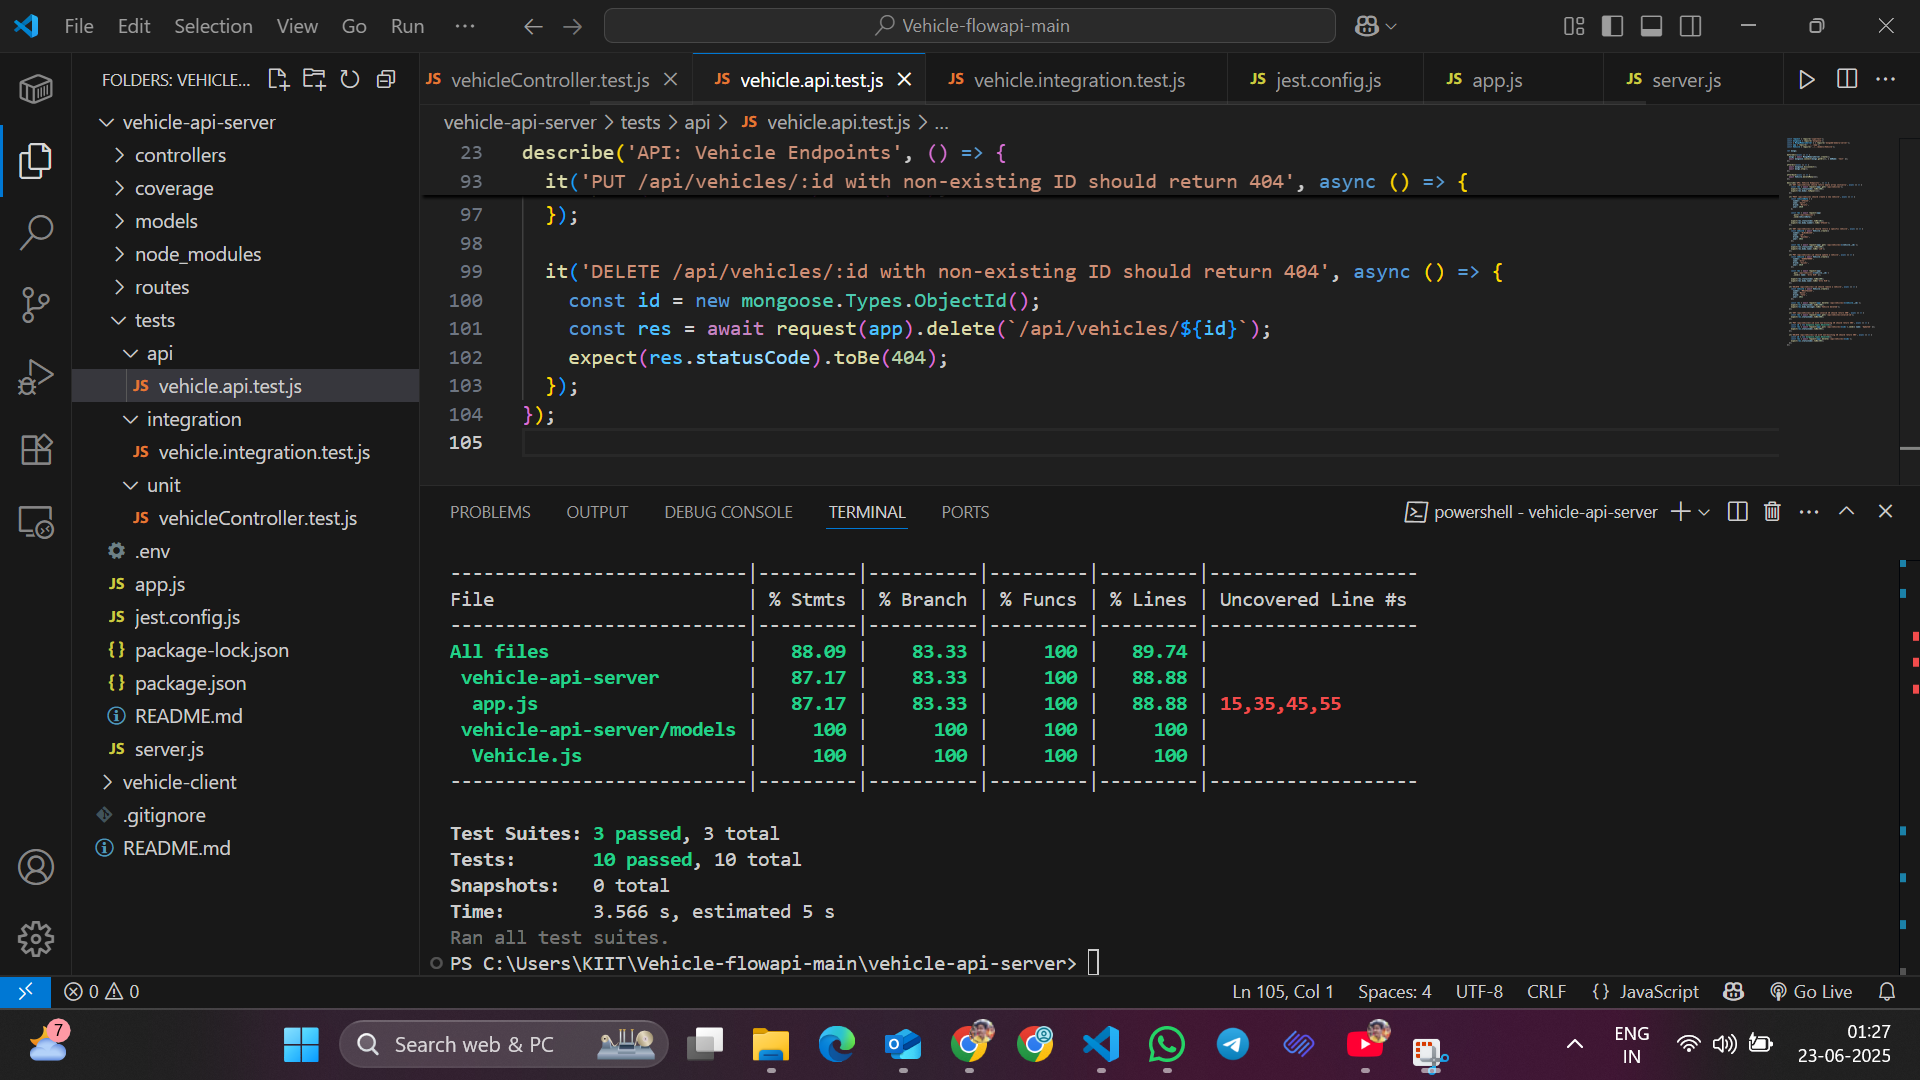 File Edit Selection View Go Run ··· Vehicle-flowapi-main
FOLDERS: VEHICLE...
JS vehicleController.test.js JS vehicle.api.test.js JS vehicle.integration.test.js JS jest.config.js JS app.js JS server.js
vehicle-api-server > tests > api > JS vehicle.api.test.js > ...
vehicle-api-server
controllers
coverage
models
node_modules
routes
tests
api
JS vehicle.api.test.js
integration
JS vehicle.integration.test.js
unit
JS vehicleController.test.js
.env
JS app.js
JS jest.config.js
{} package-lock.json
{} package.json
README.md
JS server.js
vehicle-client
.gitignore
README.md
23 describe('API: Vehicle Endpoints', () => {
93 it('PUT /api/vehicles/:id with non-existing ID should return 404', async () => {
97 });
98
99 it('DELETE /api/vehicles/:id with non-existing ID should return 404', async () => {
100 const id = new mongoose.Types.ObjectId();
101 const res = await request(app).delete(`/api/vehicles/${id}`);
102 expect(res.statusCode).toBe(404);
103 });
104 });
105
PROBLEMS OUTPUT DEBUG CONSOLE TERMINAL PORTS powershell - vehicle-api-server
---------------------------|---------|----------|---------|---------|-------------------
File | % Stmts | % Branch | % Funcs | % Lines | Uncovered Line #s
---------------------------|---------|----------|---------|---------|-------------------
All files | 88.09 | 83.33 | 100 | 89.74 |
vehicle-api-server | 87.17 | 83.33 | 100 | 88.88 |
app.js | 87.17 | 83.33 | 100 | 88.88 | 15,35,45,55
vehicle-api-server/models | 100 | 100 | 100 | 100 |
Vehicle.js | 100 | 100 | 100 | 100 |
---------------------------|---------|----------|---------|---------|-------------------
Test Suites: 3 passed, 3 total
Tests: 10 passed, 10 total
Snapshots: 0 total
Time: 3.566 s, estimated 5 s
Ran all test suites.
PS C:\Users\KIIT\Vehicle-flowapi-main\vehicle-api-server>
0 0 Ln 105, Col 1 Spaces: 4 UTF-8 CRLF {} JavaScript Go Live
7 Search web & PC ENG 01:27
IN 23-06-2025